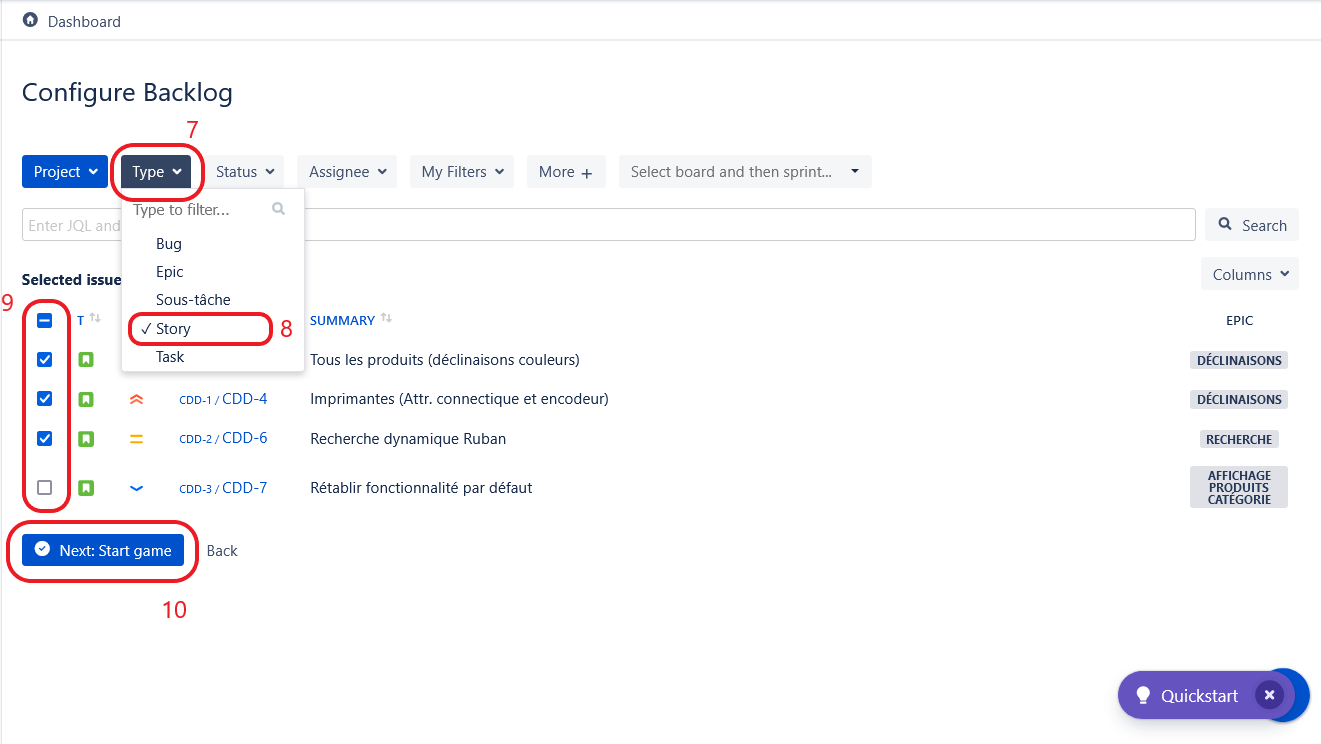 Dashboard
Configure Backlog
7
Project Type Status Assignee My Filters More + Select board and then sprint...
Type to filter...
Enter JQL and Search
Bug
Epic
Selected issue Columns
Sous-tâche
9
✓ Story 8
T SUMMARY EPIC
Task
Tous les produits (déclinaisons couleurs) DÉCLINAISONS
CDD-1 / CDD-4 Imprimantes (Attr. connectique et encodeur) DÉCLINAISONS
CDD-2 / CDD-6 Recherche dynamique Ruban RECHERCHE
CDD-3 / CDD-7 Rétablir fonctionnalité par défaut AFFICHAGE
PRODUITS
CATÉGORIE
Next: Start game Back
10
Quickstart